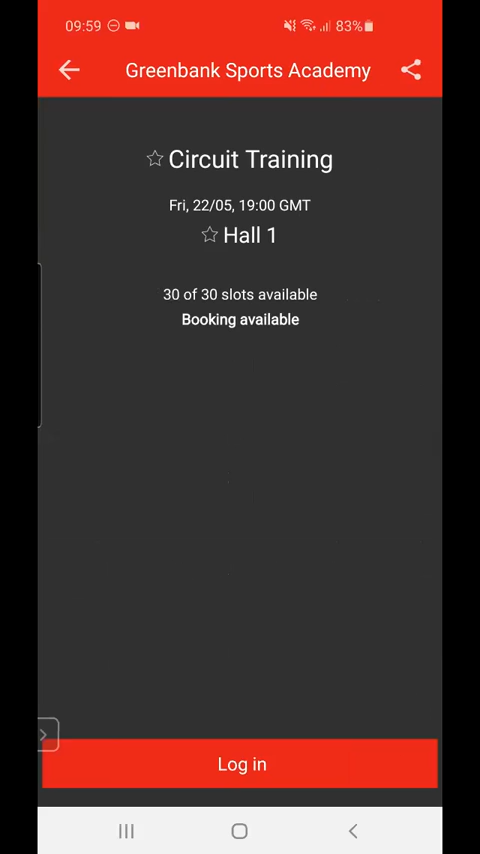 09:59 83%
Greenbank Sports Academy
Circuit Training
Fri, 22/05, 19:00 GMT
Hall 1
30 of 30 slots available
Booking available
Log in